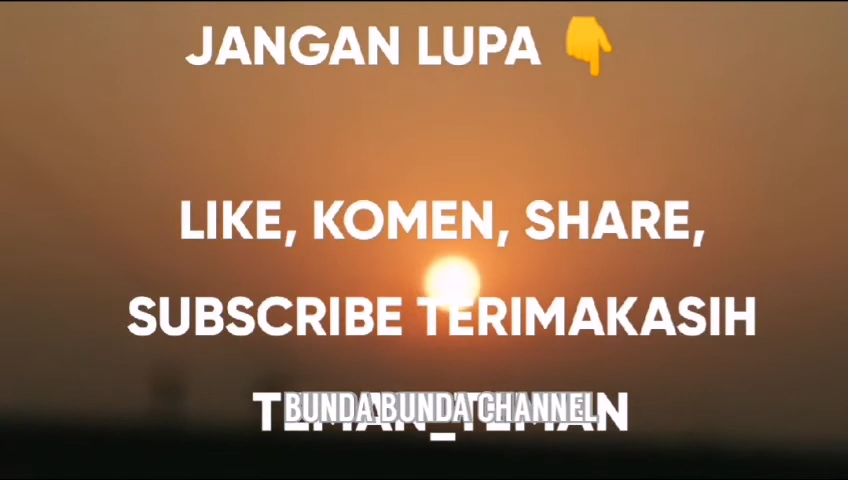 JANGAN LUPA 👇
LIKE, KOMEN, SHARE,
SUBSCRIBE TERIMAKASIH
TEMAN_TEMAN
BUNDA BUNDA CHANNEL